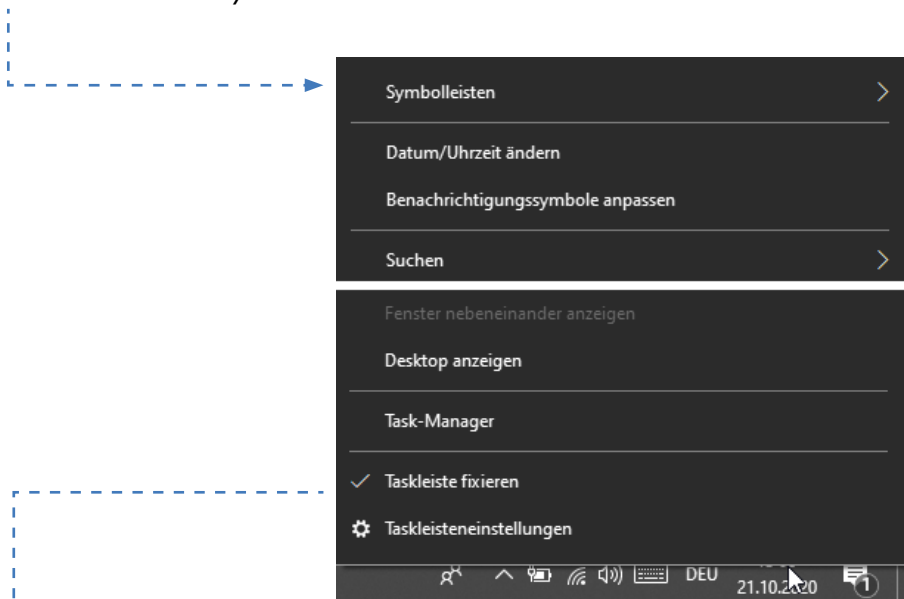 Symbolleisten
Datum/Uhrzeit ändern
Benachrichtigungssymbole anpassen
Suchen
Fenster nebeneinander anzeigen
Desktop anzeigen
Task-Manager
Taskleiste fixieren
Taskleisteneinstellungen
DEU
21.10.2020
1